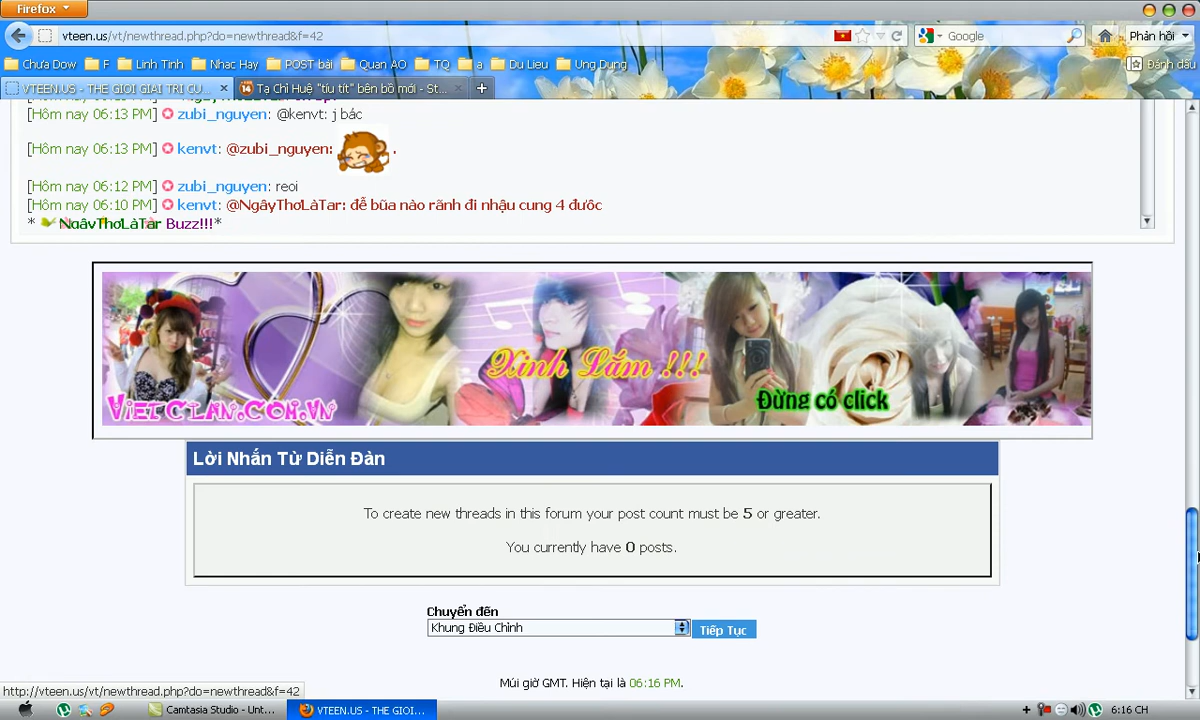 Firefox
vteen.us/vt/newthread.php?do=newthread&f=42
Google
Phản hồi
Chưa Dow
F
Linh Tinh
Nhac Hay
POST bài
Quan AO
TQ
a
Du Lieu
Ung Dung
Đánh dấu
VTEEN.US - THE GIOI GIAI TRI CU...
Tạ Chí Huệ "tíu tít" bên bồ mới - St...
[Hôm nay 06:13 PM] zubi_nguyen: @kenvt: j bác
[Hôm nay 06:13 PM] kenvt: @zubi_nguyen: .
[Hôm nay 06:12 PM] zubi_nguyen: reoi
[Hôm nay 06:10 PM] kenvt: @NgâyThơLàTar: để bũa nào rãnh đi nhậu cung 4 đưôc
* NgâyThơLàTar Buzz!!!*
Xinh Lắm !!!
Đừng có click
VietClan.Com.Vn
Lời Nhắn Từ Diễn Đàn
To create new threads in this forum your post count must be 5 or greater.
You currently have 0 posts.
Chuyển đến
Khung Điều Chỉnh
Tiếp Tục
Múi giờ GMT. Hiện tại là 06:16 PM.
http://vteen.us/vt/newthread.php?do=newthread&f=42
Camtasia Studio - Unt...
VTEEN.US - THE GIOI...
6:16 CH